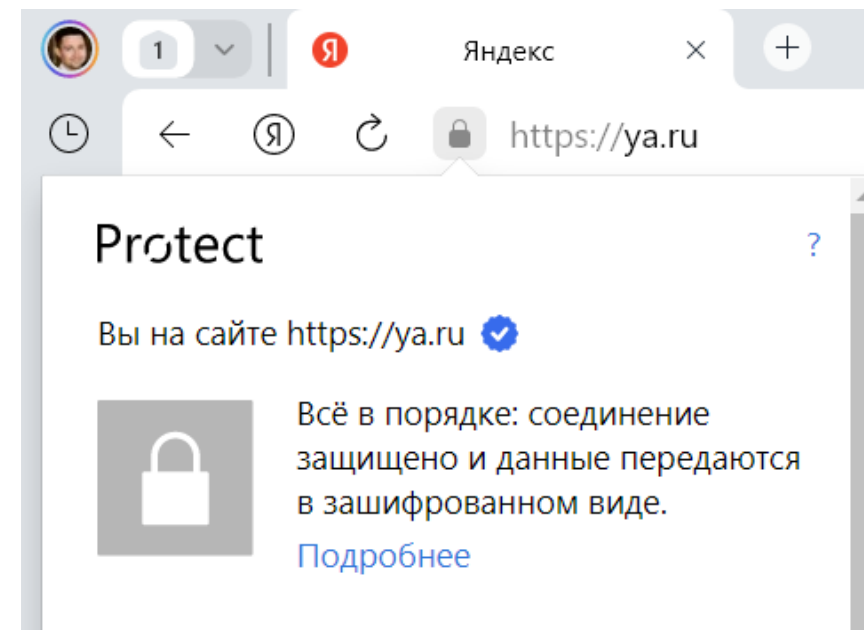 1
Я Яндекс
Я https://ya.ru
Protect ?
Вы на сайте https://ya.ru
Всё в порядке: соединение
защищено и данные передаются
в зашифрованном виде.
Подробнее